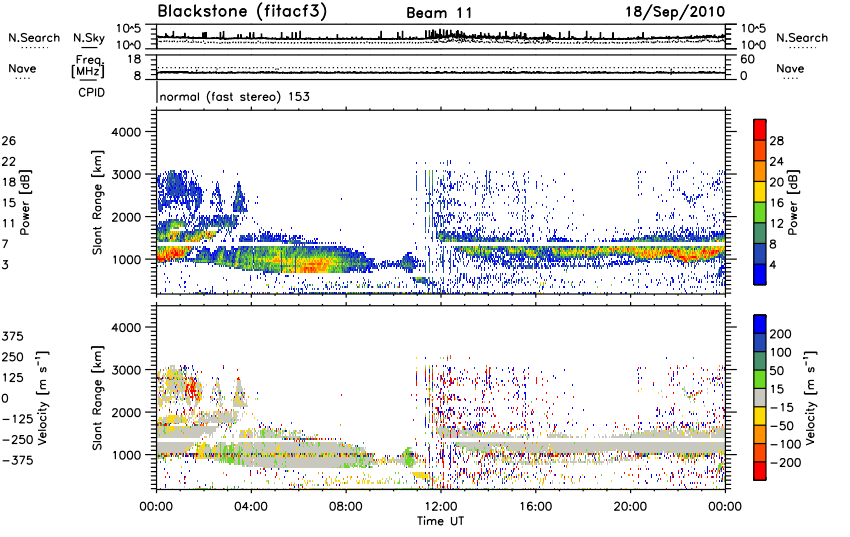 Blackstone (fitacf3) Beam 11 18/Sep/2010
N.Search N.Sky 10^5 10^0 10^5 10^0 N.Search
Nave Freq. [MHz] 18 8 60 0 Nave
CPID normal (fast stereo) 153
Slant Range [km] 4000 3000 2000 1000
Power [dB] 26 22 18 15 11 7 3
Power [dB] 28 24 20 16 12 8 4
Slant Range [km] 4000 3000 2000 1000
Velocity [m s⁻¹] 375 250 125 0 −125 −250 −375
Velocity [m s⁻¹] 200 100 50 15 −15 −50 −100 −200
00:00 04:00 08:00 12:00 16:00 20:00 00:00
Time UT